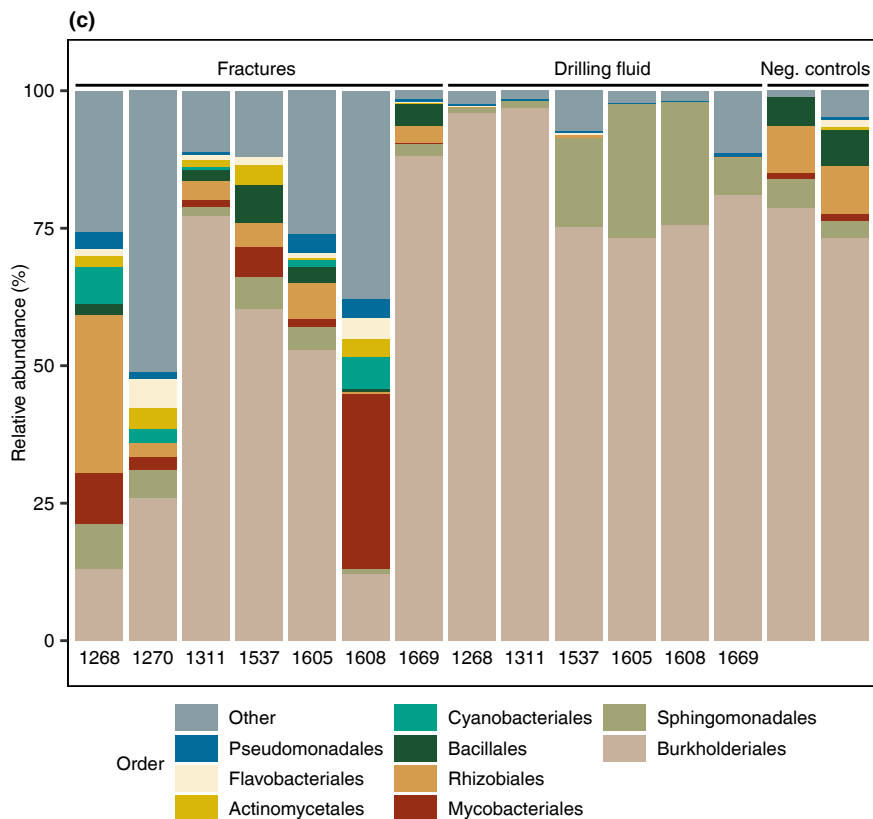 (c)
Fractures Drilling fluid Neg. controls
100
75
50
25
0
Relative abundance (%)
1268 1270 1311 1537 1605 1608 1669 1268 1311 1537 1605 1608 1669
Order
Other Cyanobacteriales Sphingomonadales
Pseudomonadales Bacillales Burkholderiales
Flavobacteriales Rhizobiales
Actinomycetales Mycobacteriales